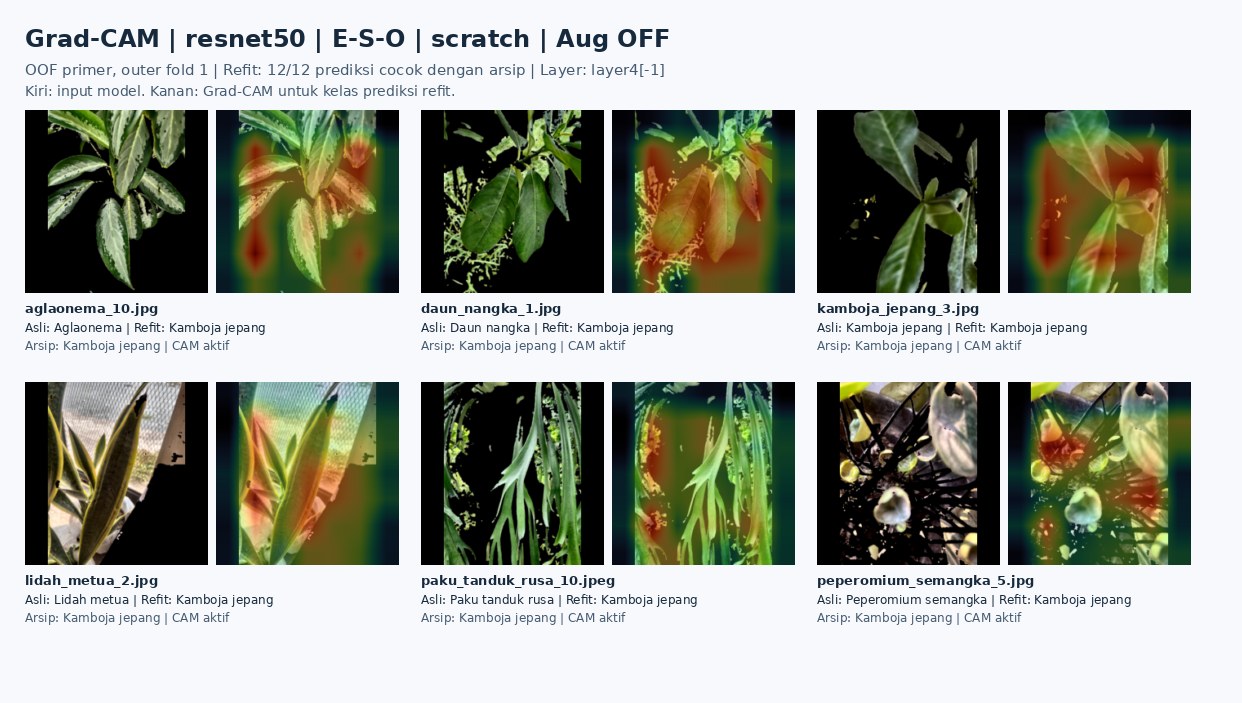 Grad-CAM | resnet50 | E-S-O | scratch | Aug OFF
OOF primer, outer fold 1 | Refit: 12/12 prediksi cocok dengan arsip | Layer: layer4[-1]
Kiri: input model. Kanan: Grad-CAM untuk kelas prediksi refit.
aglaonema_10.jpg
Asli: Aglaonema | Refit: Kamboja jepang
Arsip: Kamboja jepang | CAM aktif
daun_nangka_1.jpg
Asli: Daun nangka | Refit: Kamboja jepang
Arsip: Kamboja jepang | CAM aktif
kamboja_jepang_3.jpg
Asli: Kamboja jepang | Refit: Kamboja jepang
Arsip: Kamboja jepang | CAM aktif
lidah_metua_2.jpg
Asli: Lidah metua | Refit: Kamboja jepang
Arsip: Kamboja jepang | CAM aktif
paku_tanduk_rusa_10.jpeg
Asli: Paku tanduk rusa | Refit: Kamboja jepang
Arsip: Kamboja jepang | CAM aktif
peperomium_semangka_5.jpg
Asli: Peperomium semangka | Refit: Kamboja jepang
Arsip: Kamboja jepang | CAM aktif